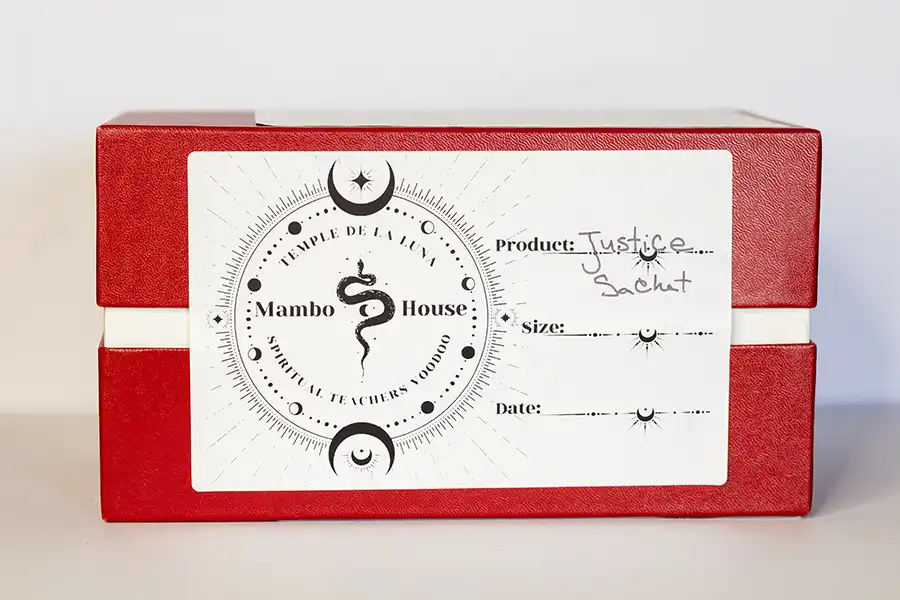 TEMPLE DE LA LUNA
Mambo House
SPIRITUAL TEACHERS VOODOO
Product: Justice
Sachet
Size:
Date: